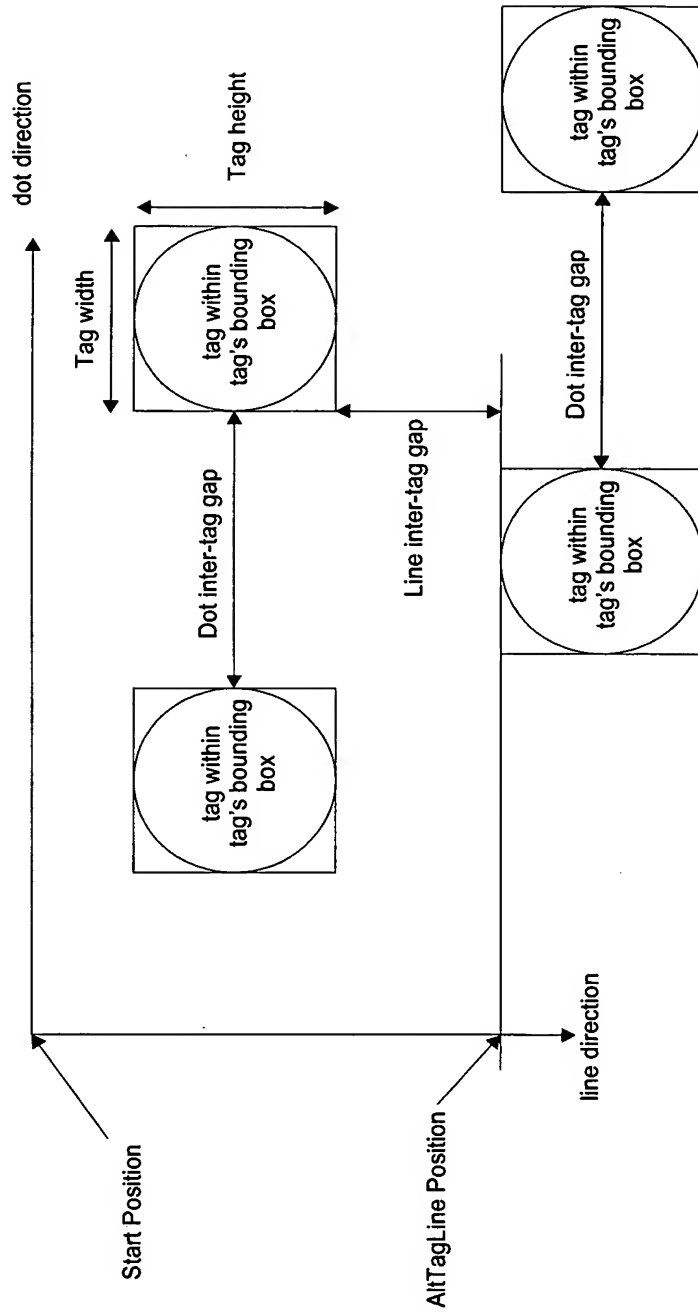 dot direction
Tag width
Tag height
tag within
tag's bounding
box
tag within
tag's bounding
box
Dot inter-tag gap
Line inter-tag gap
tag within
tag's bounding
box
tag within
tag's bounding
box
Dot inter-tag gap
Start Position
AltTagLine Position
line direction